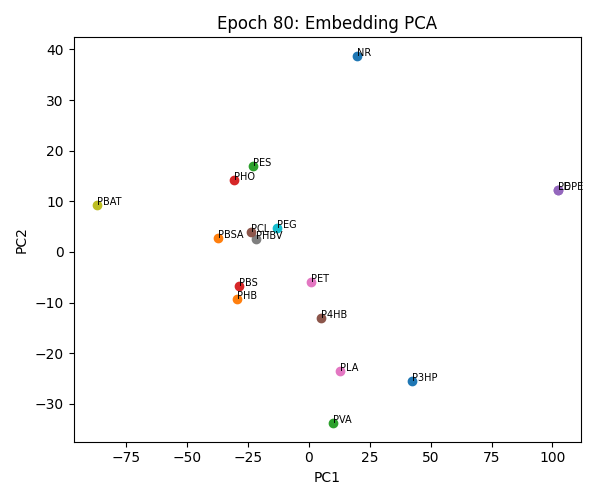 Epoch 80: Embedding PCA
40
30
20
10
0
−10
−20
−30
PC2
NR
PES
PHO
PBAT
PEG
PCL
PHBV
PBSA
PET
PBS
PHB
P4HB
PLA
P3HP
PVA
−75
−50
−25
0
25
50
75
100
PC1